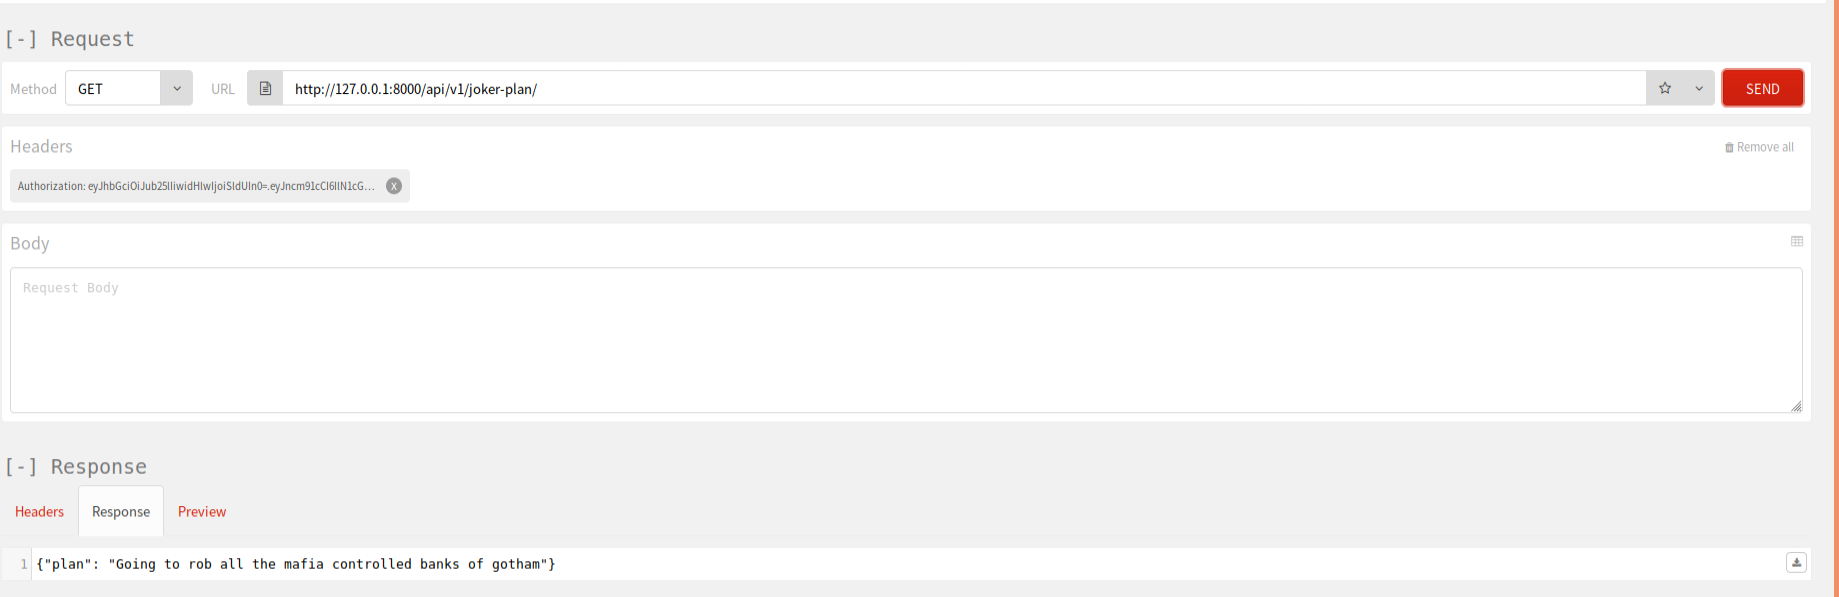 [-] Request
Method GET URL http://127.0.0.1:8000/api/v1/joker-plan/ SEND
Headers Remove all
Authorization: eyJhbGciOiJub25lIiwidHlwIjoiSldUIn0=.eyJncm91cCI6IlN1cG... X
Body
Request Body
[-] Response
Headers Response Preview
1 {"plan": "Going to rob all the mafia controlled banks of gotham"}